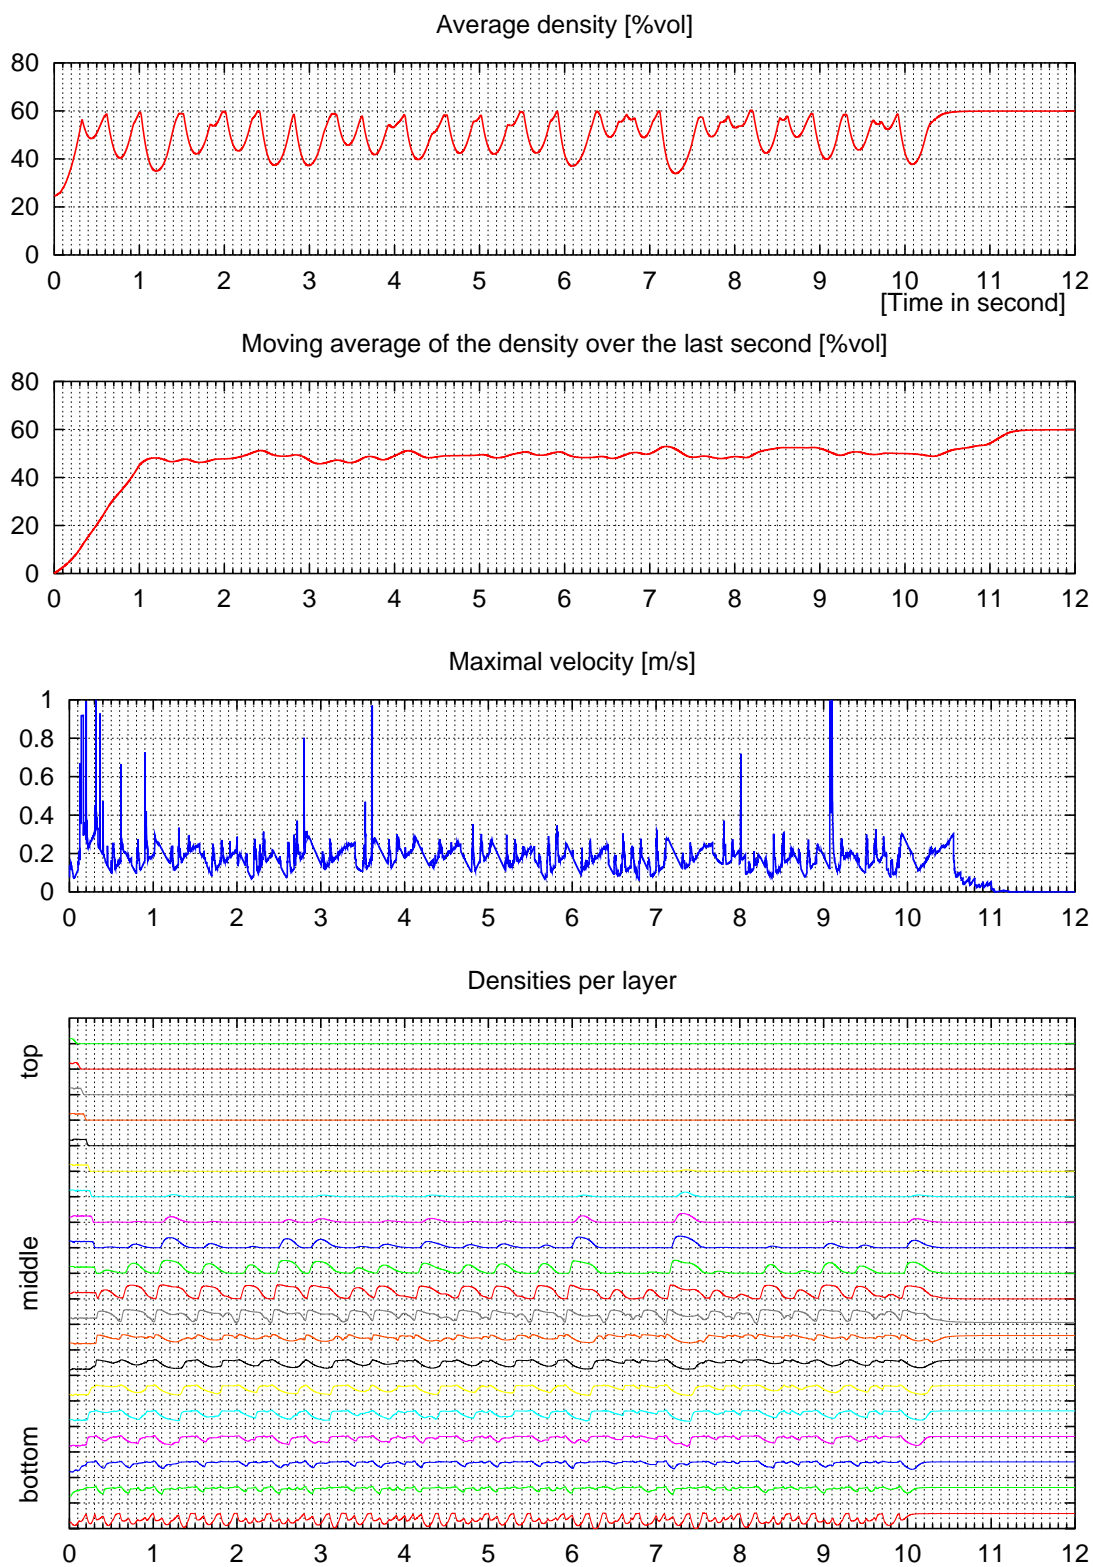 Average density [%vol]
80
60
40
20
0
0 1 2 3 4 5 6 7 8 9 10 11 12
[Time in second]
Moving average of the density over the last second [%vol]
80
60
40
20
0
0 1 2 3 4 5 6 7 8 9 10 11 12
Maximal velocity [m/s]
1
0.8
0.6
0.4
0.2
0
0 1 2 3 4 5 6 7 8 9 10 11 12
Densities per layer
top
middle
bottom
0 1 2 3 4 5 6 7 8 9 10 11 12